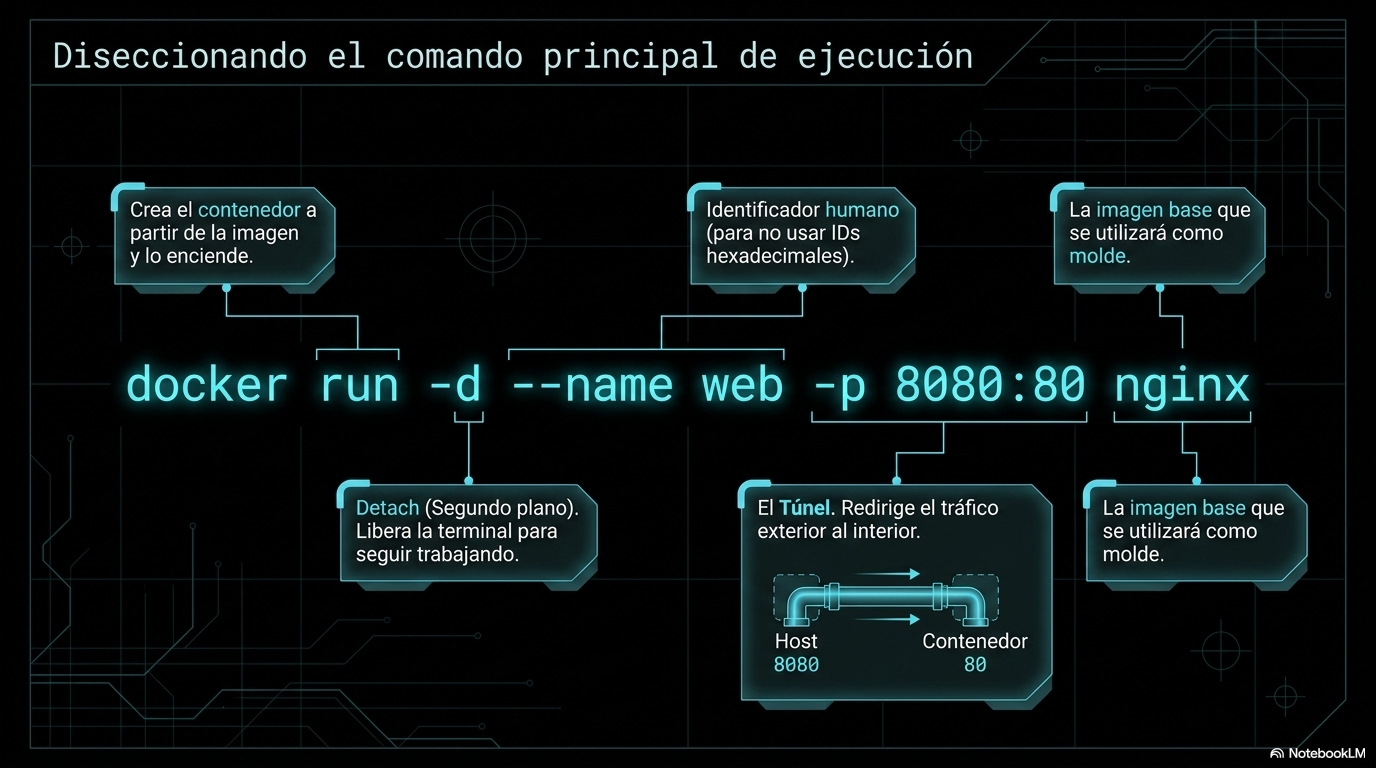 Diseccionando el comando principal de ejecución
Crea el contenedor a
partir de la imagen
y lo enciende.
Identificador humano
(para no usar IDs
hexadecimales).
La imagen base que
se utilizará como
molde.
docker run -d --name web -p 8080:80 nginx
Detach (Segundo plano).
Libera la terminal para
seguir trabajando.
El Túnel. Redirige el tráfico
exterior al interior.
Host
8080
Contenedor
80
La imagen base que
se utilizará como
molde.
NotebookLM